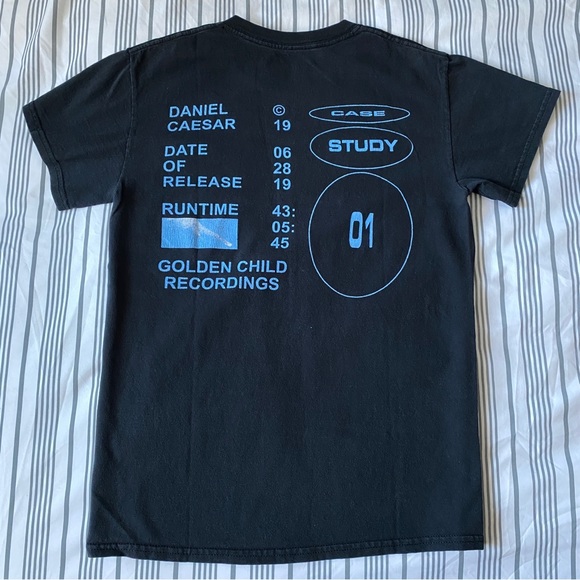 DANIEL © CASE
CAESAR 19
STUDY
DATE 06
OF 28
RELEASE 19
RUNTIME 43:
05:
45
01
GOLDEN CHILD
RECORDINGS